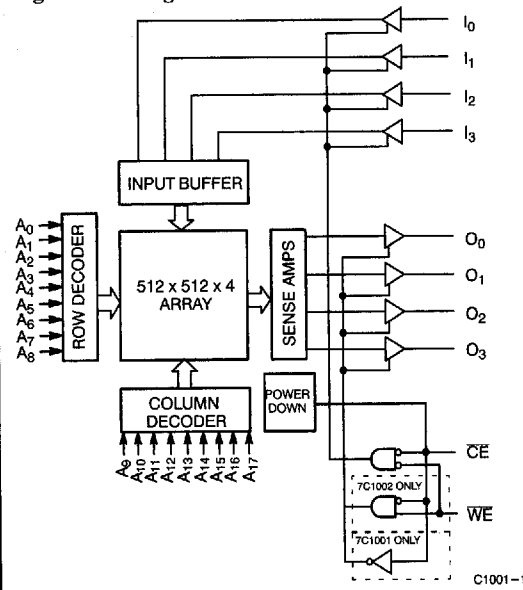 I0
I1
I2
I3
INPUT BUFFER
A0
A1
A2
A3
A4
A5
A6
A7
A8
ROW DECODER
512 x 512 x 4
ARRAY
SENSE AMPS
O0
O1
O2
O3
COLUMN
DECODER
POWER
DOWN
A9
A10
A11
A12
A13
A14
A15
A16
A17
CE
7C1002 ONLY
WE
7C1001 ONLY
C1001-1